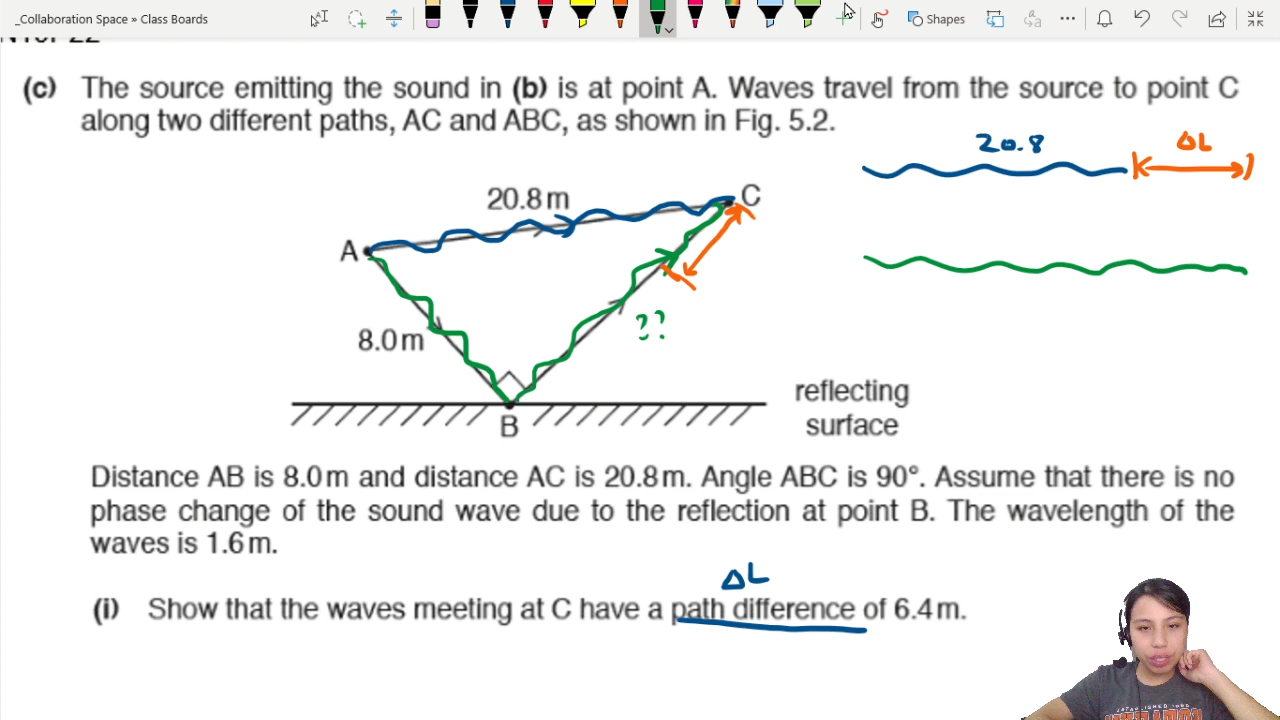 _Collaboration Space » Class Boards
Shapes
(c) The source emitting the sound in (b) is at point A. Waves travel from the source to point C
along two different paths, AC and ABC, as shown in Fig. 5.2.
20.8
ΔL
20.8 m
C
A
8.0 m
??
B
reflecting
surface
Distance AB is 8.0 m and distance AC is 20.8 m. Angle ABC is 90°. Assume that there is no
phase change of the sound wave due to the reflection at point B. The wavelength of the
waves is 1.6 m.
ΔL
(i) Show that the waves meeting at C have a path difference of 6.4 m.